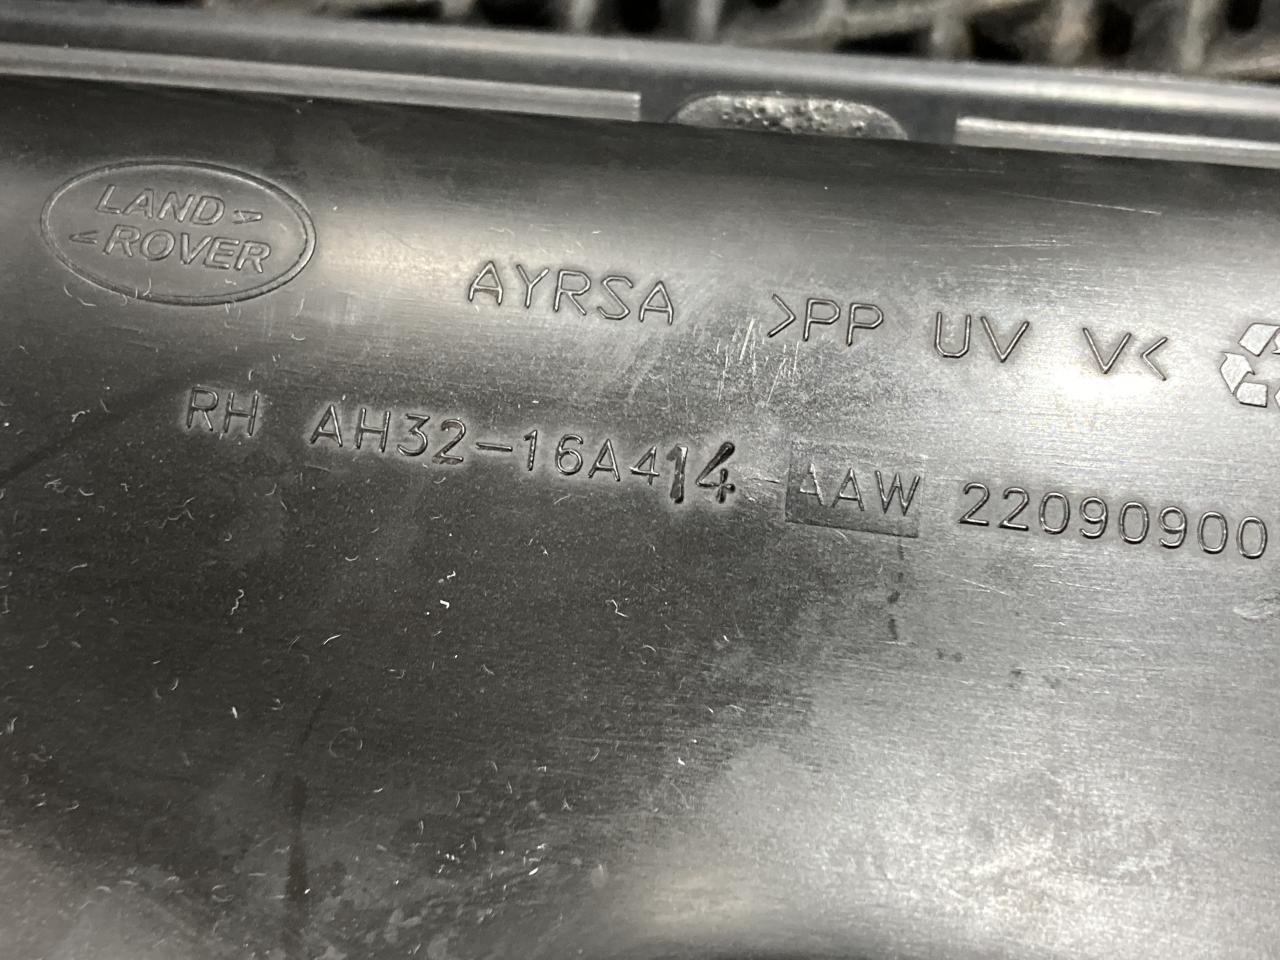 LAND
ROVER
AYRSA >PP UV V<
RH AH32-16A414-AAW 22090900